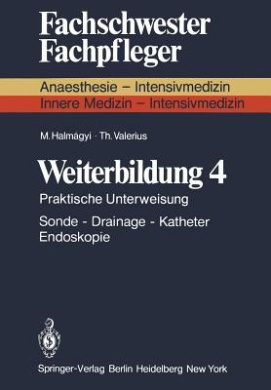 Fachschwester
Fachpfleger
Anaesthesie – Intensivmedizin
Innere Medizin – Intensivmedizin
M. Halmágyi Th. Valerius
Weiterbildung 4
Praktische Unterweisung
Sonde - Drainage - Katheter
Endoskopie
Springer-Verlag Berlin Heidelberg New York